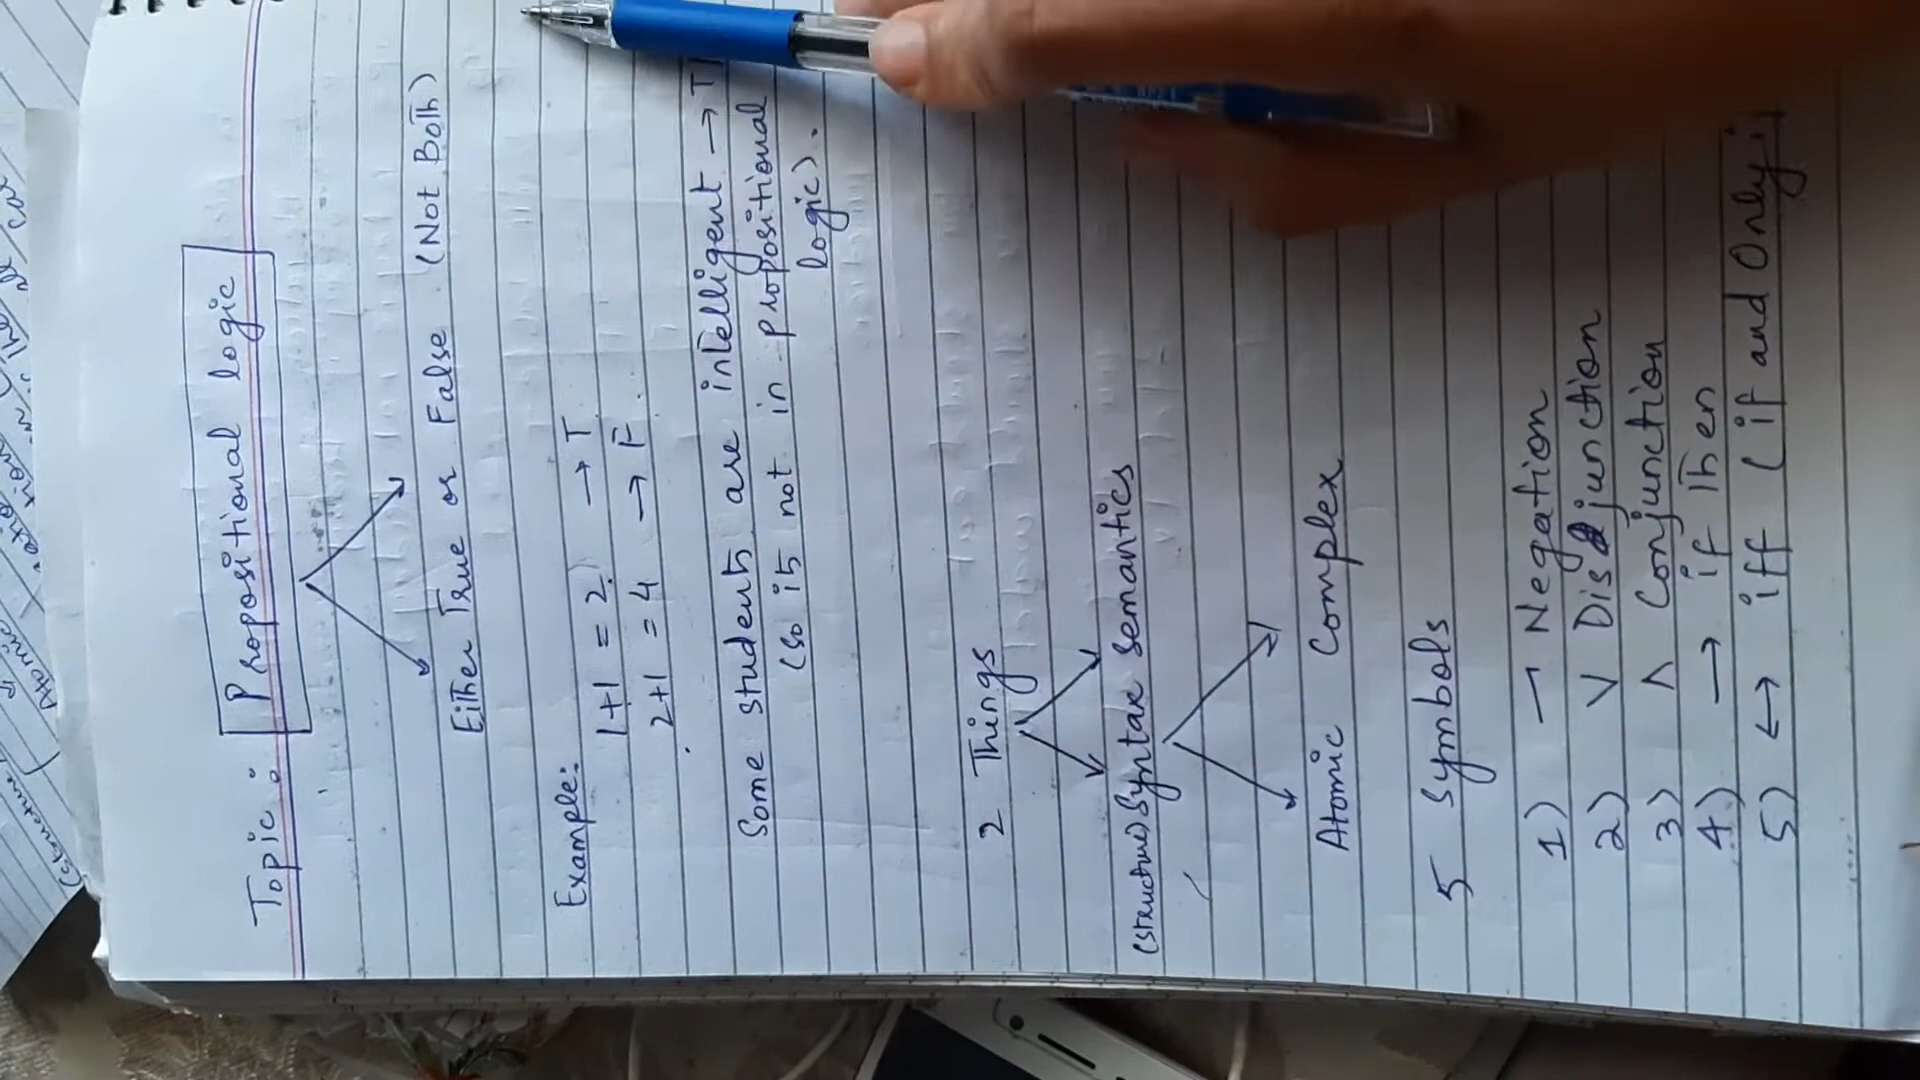 Topic : Propositional logic
Either True or False (Not Both)
Example:
1+1 = 2 → T
2+1 = 4 → F
Some students are intelligent → T
(so its not in propositional
logic).
2 Things
(structure) Syntax Semantics
Atomic Complex
5 Symbols
1) ¬ Negation
2) ∨ Disjunction
3) ∧ Conjunction
4) → if then
5) ↔ iff (if and Only if